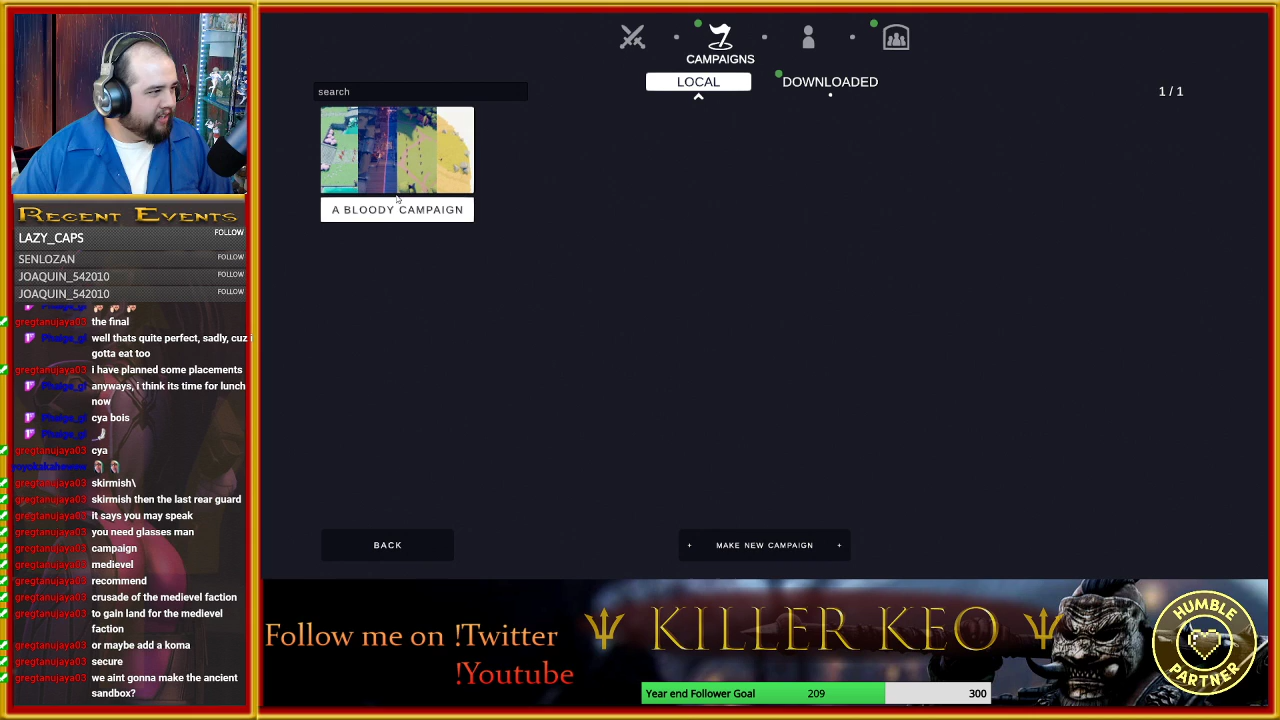 CAMPAIGNS
LOCAL
DOWNLOADED
search
1 / 1
A BLOODY CAMPAIGN
BACK
+ MAKE NEW CAMPAIGN +
RECENT EVENTS
LAZY_CAPS FOLLOW
SENLOZAN FOLLOW
JOAQUIN_542010 FOLLOW
JOAQUIN_542010 FOLLOW
gregtanujaya03 the final
well thats quite perfect, sadly, cuz i
gotta eat too
gregtanujaya03 i have planned some placements
anyways, i think its time for lunch
now
cya bois
gregtanujaya03 cya
gregtanujaya03 skirmish\
gregtanujaya03 skirmish then the last rear guard
gregtanujaya03 it says you may speak
gregtanujaya03 you need glasses man
gregtanujaya03 campaign
gregtanujaya03 medievel
gregtanujaya03 recommend
gregtanujaya03 crusade of the medievel faction
gregtanujaya03 to gain land for the medievel
faction
gregtanujaya03 or maybe add a koma
gregtanujaya03 secure
gregtanujaya03 we aint gonna make the ancient
sandbox?
Follow me on !Twitter
!Youtube
KILLER KEO
Year end Follower Goal 209 300
HUMBLE
PARTNER